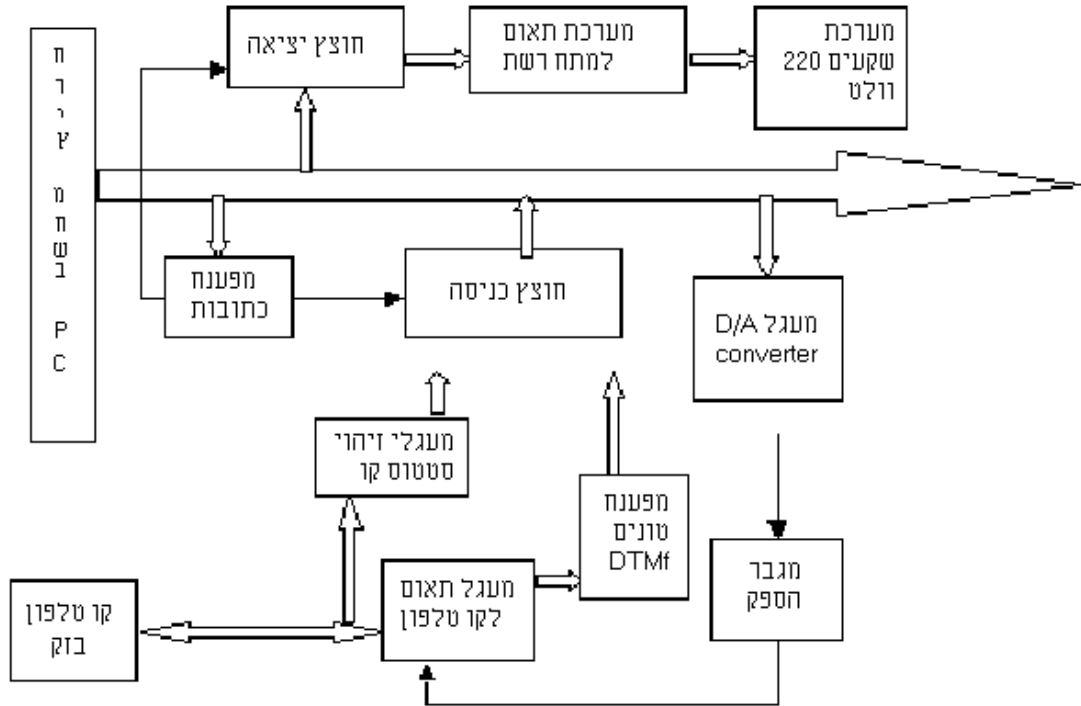 חריץ מחשב PC
חוצץ יציאה
מערכת תאום
למתח רשת
מערכת
שקעים 220
וולט
מפענח
כתובות
חוצץ כניסה
מעגל D/A
converter
מעגלי זיהוי
סטטוס קו
מפענח
טונים
DTMf
מגבר
הספק
קו טלפון
בזק
מעגל תאום
לקו טלפון